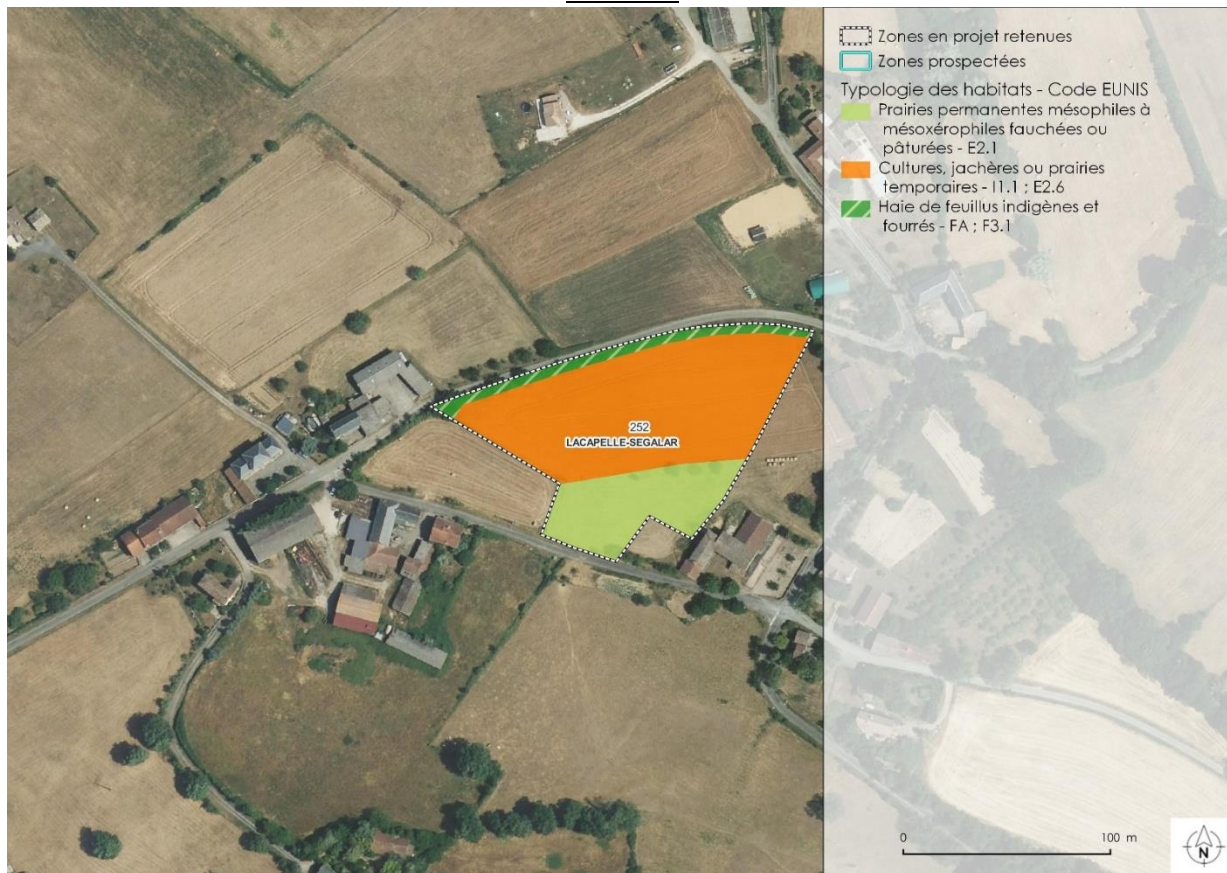 Zones en projet retenues
Zones prospectées
Typologie des habitats - Code EUNIS
Prairies permanentes mésophiles à
mésoxérophiles fauchées ou
pâturées - E2.1
Cultures, jachères ou prairies
temporaires - I1.1 ; E2.6
Haie de feuillus indigènes et
fourrés - FA ; F3.1
252
LACAPELLE-SEGALAR
0 100 m
N